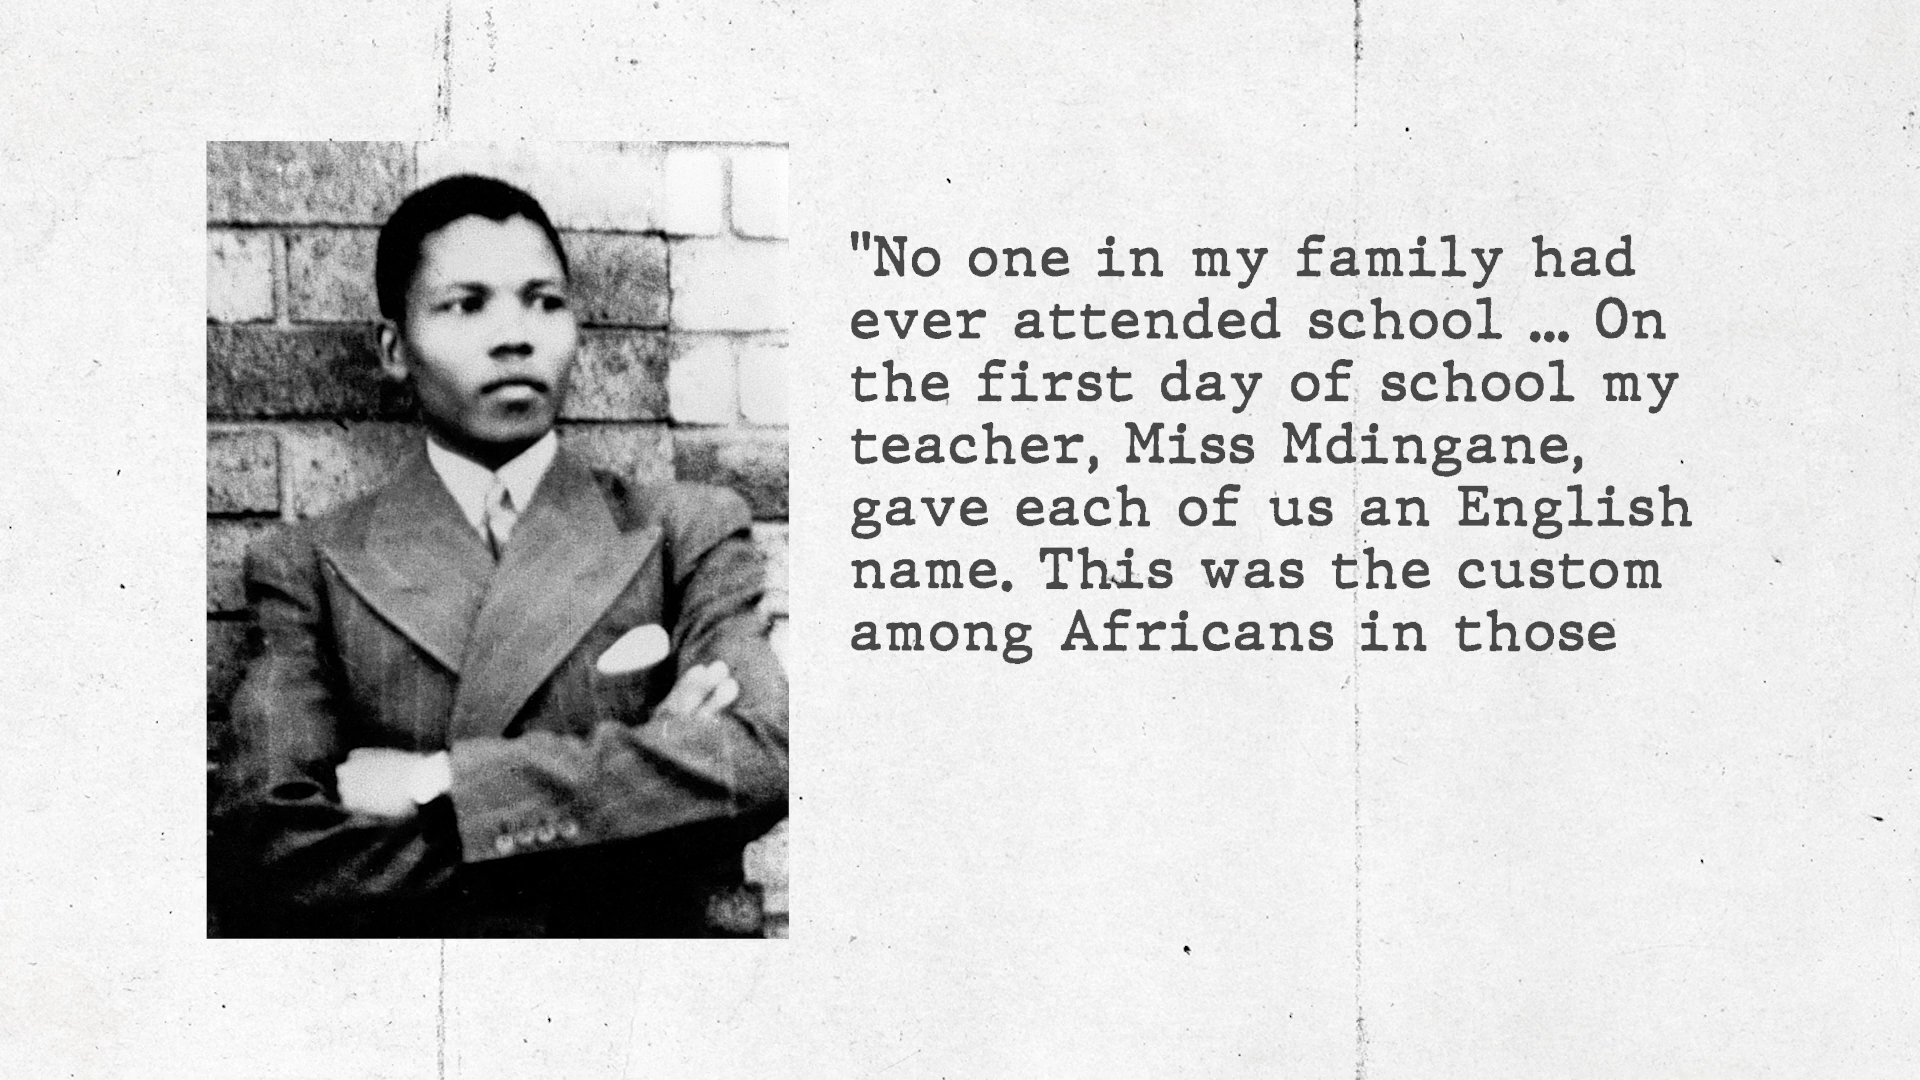 "No one in my family had
ever attended school ... On
the first day of school my
teacher, Miss Mdingane,
gave each of us an English
name. This was the custom
among Africans in those